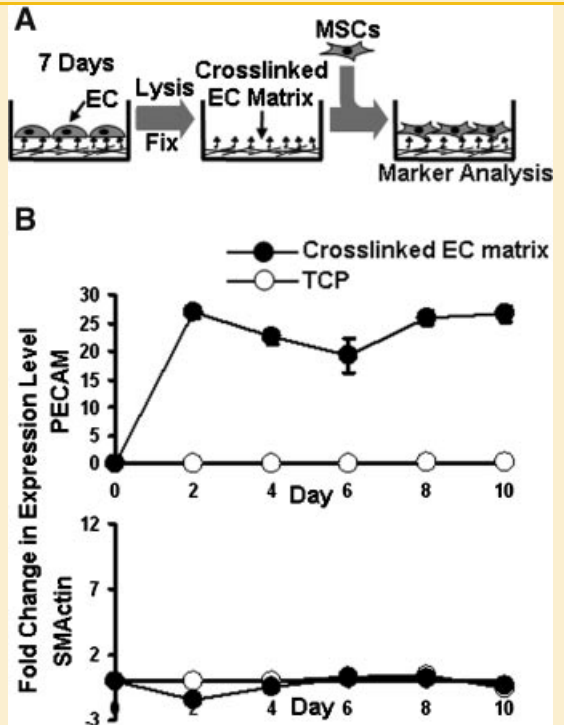 A
MSCs
7 Days
EC
Lysis
Fix
Crosslinked
EC Matrix
Marker Analysis
B
Crosslinked EC matrix
TCP
Fold Change in Expression Level
PECAM
30
25
20
15
10
5
0
0 2 4 6 8 10
Day
SMActin
12
7
2
-3
0 2 4 6 8 10
Day